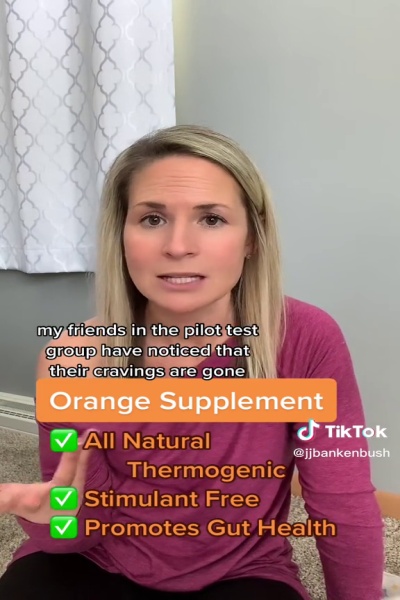 my friends in the pilot test
group have noticed that
their cravings are gone
Orange Supplement
✅ All Natural
Thermogenic
TikTok
@jjbankenbush
✅ Stimulant Free
✅ Promotes Gut Health